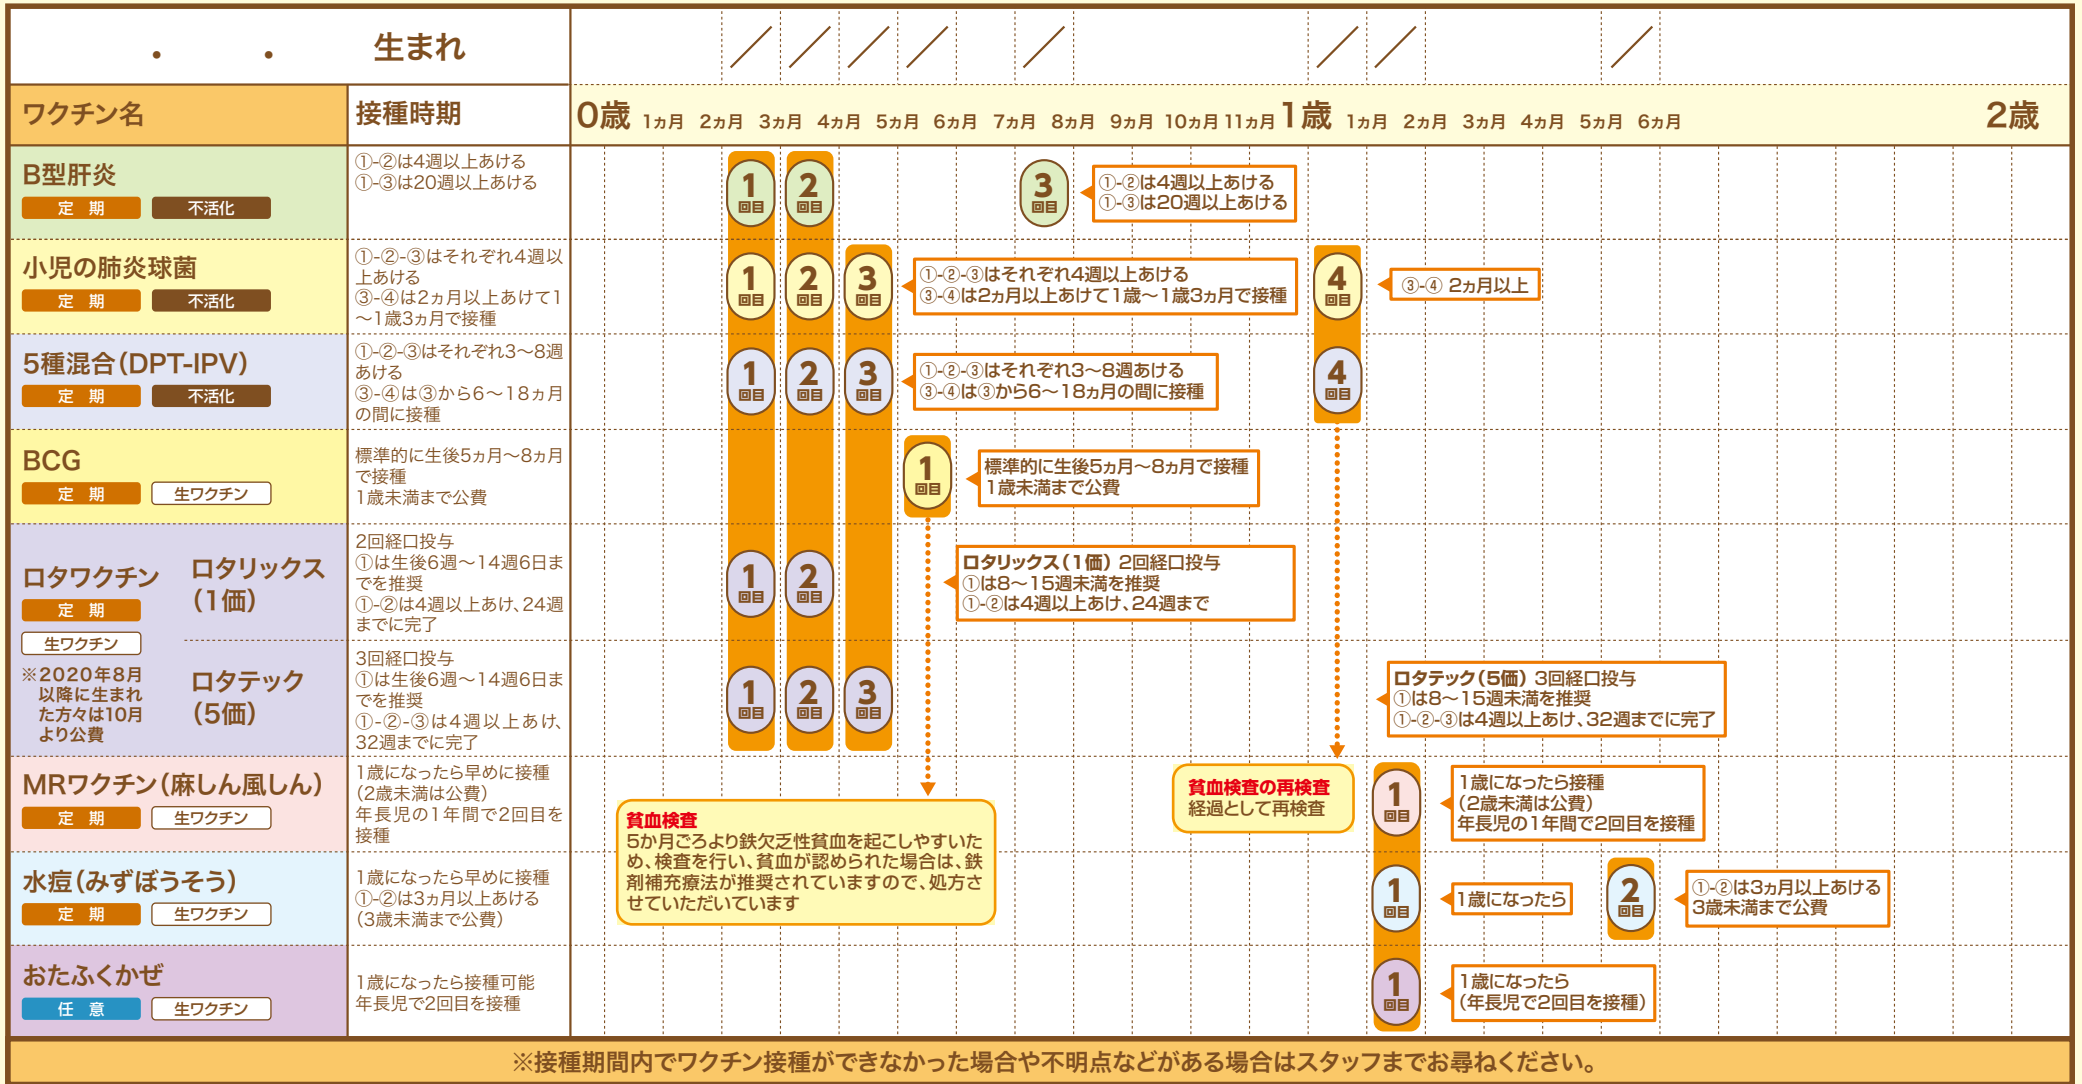 . . 生まれ
／ ／ ／ ／ ／ ／ ／ ／
ワクチン名 接種時期 0歳 1ヵ月 2ヵ月 3ヵ月 4ヵ月 5ヵ月 6ヵ月 7ヵ月 8ヵ月 9ヵ月 10ヵ月 11ヵ月 1歳 1ヵ月 2ヵ月 3ヵ月 4ヵ月 5ヵ月 6ヵ月 2歳
B型肝炎
定 期 不活化
①-②は4週以上あける
①-③は20週以上あける
1回目 2回目 3回目
①-②は4週以上あける
①-③は20週以上あける
小児の肺炎球菌
定 期 不活化
①-②-③はそれぞれ4週以
上あける
③-④は2ヵ月以上あけて1
〜1歳3ヵ月で接種
1回目 2回目 3回目
①-②-③はそれぞれ4週以上あける
③-④は2ヵ月以上あけて1歳〜1歳3ヵ月で接種
4回目
③-④ 2ヵ月以上
5種混合(DPT-IPV)
定 期 不活化
①-②-③はそれぞれ3〜8週
あける
③-④は③から6〜18ヵ月
の間に接種
1回目 2回目 3回目
①-②-③はそれぞれ3〜8週あける
③-④は③から6〜18ヵ月の間に接種
4回目
BCG
定 期 生ワクチン
標準的に生後5ヵ月〜8ヵ月
で接種
1歳未満まで公費
1回目
標準的に生後5ヵ月〜8ヵ月で接種
1歳未満まで公費
ロタワクチン
定 期
生ワクチン
※2020年8月
以降に生まれ
た方々は10月
より公費
ロタリックス
(1価)
2回経口投与
①は生後6週〜14週6日ま
でを推奨
①-②は4週以上あけ、24週
までに完了
1回目 2回目
ロタリックス(1価) 2回経口投与
①は8〜15週未満を推奨
①-②は4週以上あけ、24週まで
ロタテック
(5価)
3回経口投与
①は生後6週〜14週6日ま
でを推奨
①-②-③は4週以上あけ、
32週までに完了
1回目 2回目 3回目
ロタテック(5価) 3回経口投与
①は8〜15週未満を推奨
①-②-③は4週以上あけ、32週までに完了
MRワクチン(麻しん風しん)
定 期 生ワクチン
1歳になったら早めに接種
(2歳未満は公費)
年長児の1年間で2回目を
接種
貧血検査
5か月ごろより鉄欠乏性貧血を起こしやすいた
め、検査を行い、貧血が認められた場合は、鉄
剤補充療法が推奨されていますので、処方さ
せていただいています
貧血検査の再検査
経過として再検査
1回目
1歳になったら接種
(2歳未満は公費)
年長児の1年間で2回目を接種
水痘(みずぼうそう)
定 期 生ワクチン
1歳になったら早めに接種
①-②は3ヵ月以上あける
(3歳未満まで公費)
1回目
1歳になったら
2回目
①-②は3ヵ月以上あける
3歳未満まで公費
おたふくかぜ
任 意 生ワクチン
1歳になったら接種可能
年長児で2回目を接種
1回目
1歳になったら
(年長児で2回目を接種)
※接種期間内でワクチン接種ができなかった場合や不明点などがある場合はスタッフまでお尋ねください。